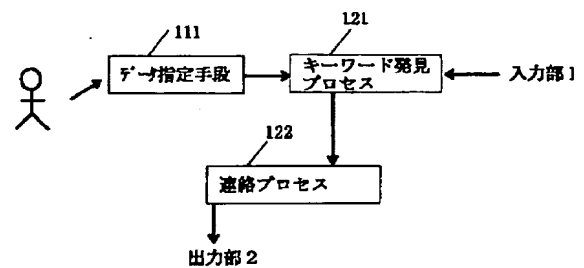 111
データ指定手段
121
キーワード発見
プロセス
入力部1
122
連絡プロセス
出力部2